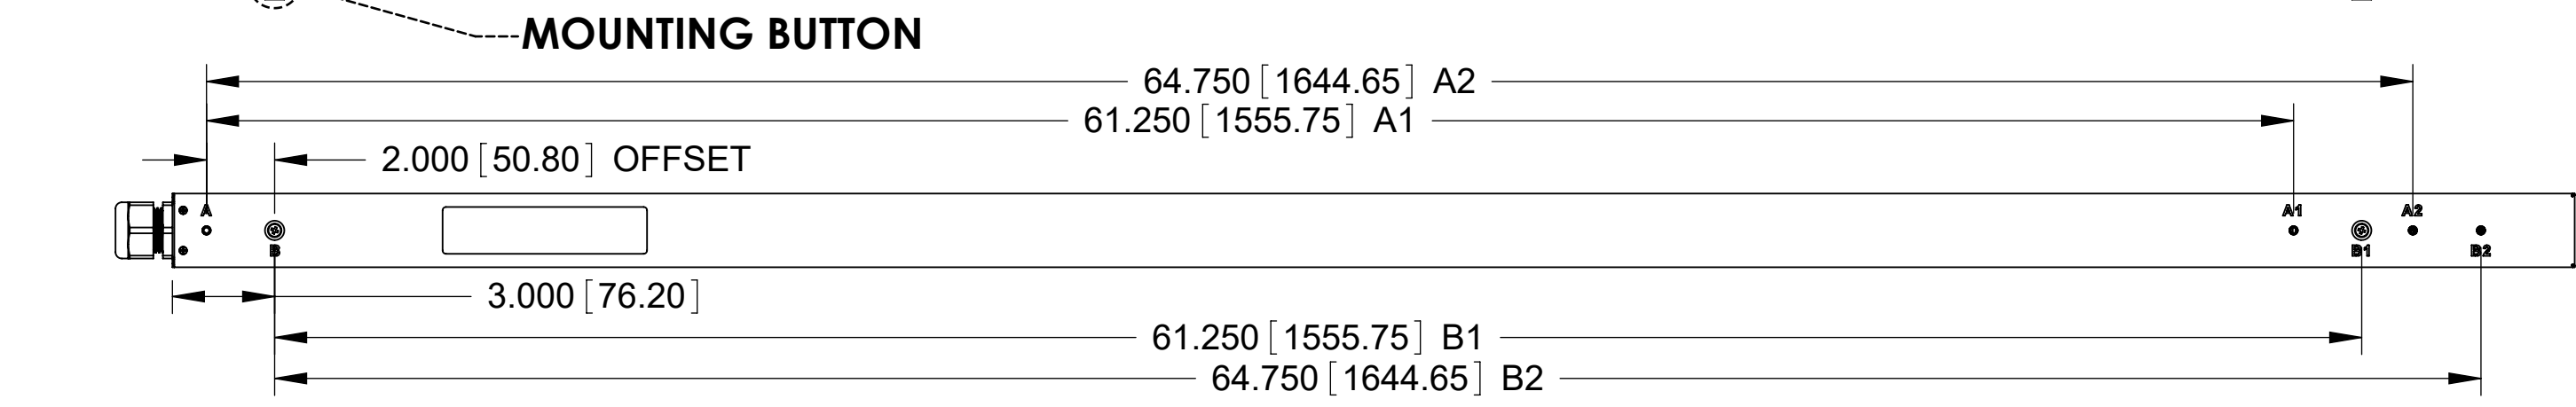 MOUNTING BUTTON
64.750 [1644.65] A2
61.250 [1555.75] A1
2.000 [50.80] OFFSET
A A1 A2
B B1 B2
3.000 [76.20]
61.250 [1555.75] B1
64.750 [1644.65] B2